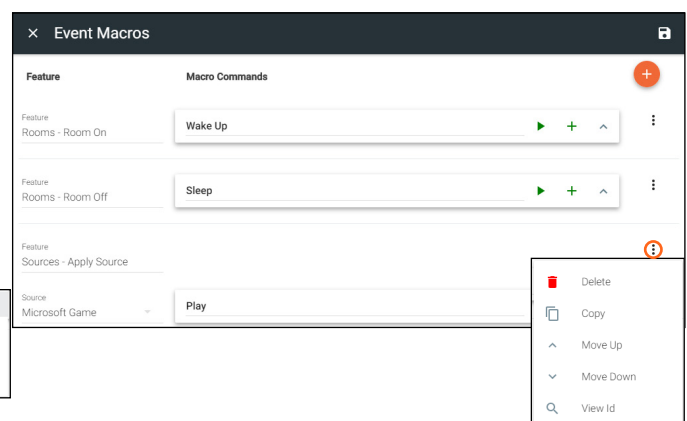 Event Macros
Feature Macro Commands
Feature
Rooms - Room On
Wake Up
Feature
Rooms - Room Off
Sleep
Feature
Sources - Apply Source
Source
Microsoft Game
Play
Delete
Copy
Move Up
Move Down
View Id